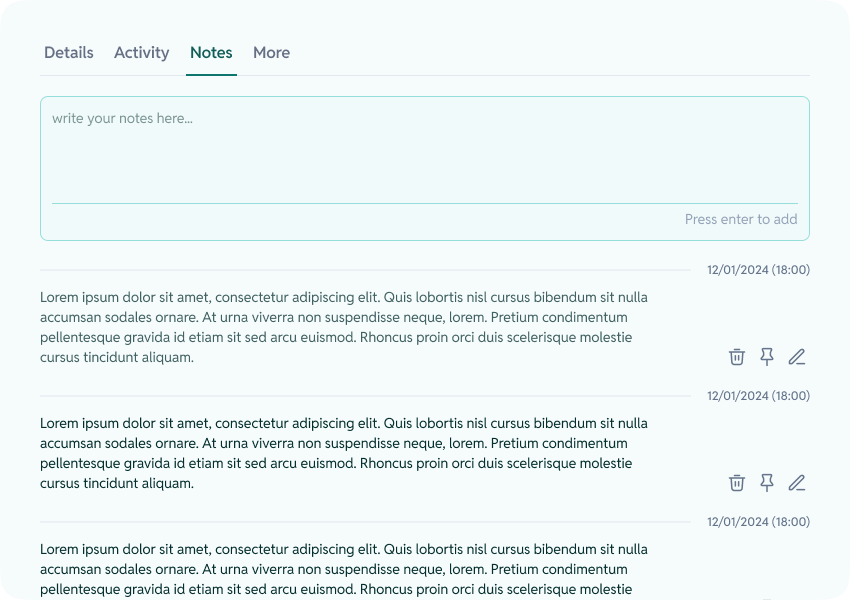 Details Activity Notes More
write your notes here...
Press enter to add
12/01/2024 (18:00)
Lorem ipsum dolor sit amet, consectetur adipiscing elit. Quis lobortis nisl cursus bibendum sit nulla
accumsan sodales ornare. At urna viverra non suspendisse neque, lorem. Pretium condimentum
pellentesque gravida id etiam sit sed arcu euismod. Rhoncus proin orci duis scelerisque molestie
cursus tincidunt aliquam.
12/01/2024 (18:00)
Lorem ipsum dolor sit amet, consectetur adipiscing elit. Quis lobortis nisl cursus bibendum sit nulla
accumsan sodales ornare. At urna viverra non suspendisse neque, lorem. Pretium condimentum
pellentesque gravida id etiam sit sed arcu euismod. Rhoncus proin orci duis scelerisque molestie
cursus tincidunt aliquam.
12/01/2024 (18:00)
Lorem ipsum dolor sit amet, consectetur adipiscing elit. Quis lobortis nisl cursus bibendum sit nulla
accumsan sodales ornare. At urna viverra non suspendisse neque, lorem. Pretium condimentum
pellentesque gravida id etiam sit sed arcu euismod. Rhoncus proin orci duis scelerisque molestie